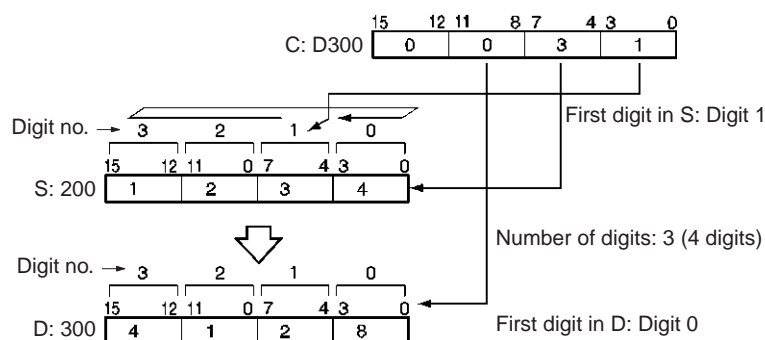 15 12 11 8 7 4 3 0
C: D300 0 0 3 1
First digit in S: Digit 1
Digit no. 3 2 1 0
15 12 11 0 7 4 3 0
S: 200 1 2 3 4
Number of digits: 3 (4 digits)
Digit no. 3 2 1 0
15 12 11 0 7 4 3 0
D: 300 4 1 2 8
First digit in D: Digit 0